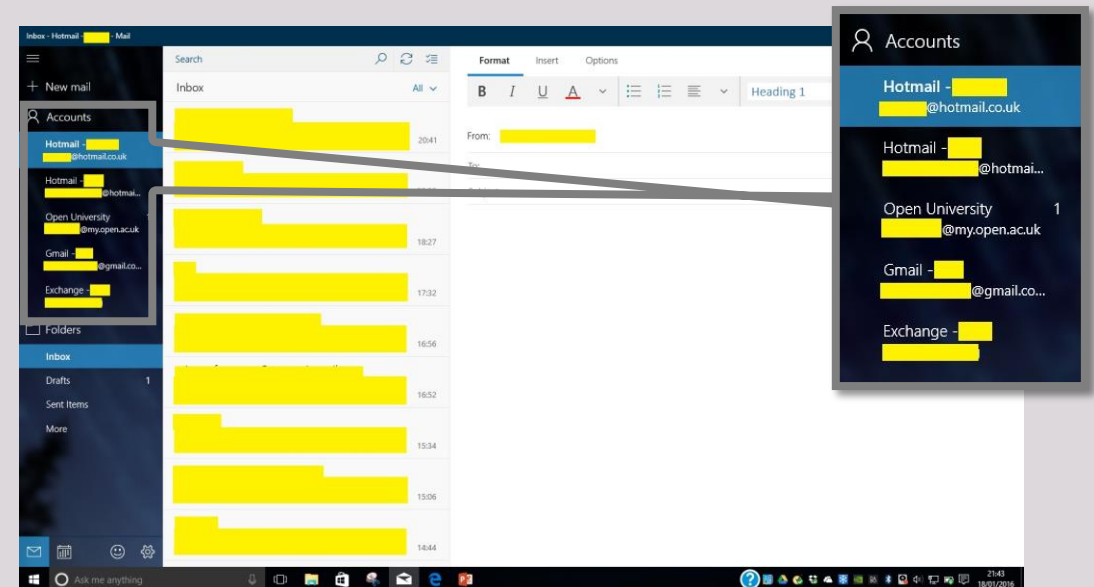 Inbox - Hotmail - - Mail
+ New mail
Accounts
Hotmail -
@hotmail.co.uk
Hotmail -
@hotmai...
Open University 1
@my.open.ac.uk
Gmail -
@gmail.co...
Exchange -
Folders
Inbox
Drafts 1
Sent Items
More
Search
Inbox All
20:41
18:27
17:32
16:56
16:52
15:34
15:06
14:44
Format Insert Options
B I U A Heading 1
From:
To:
Accounts
Hotmail -
@hotmail.co.uk
Hotmail -
@hotmai...
Open University 1
@my.open.ac.uk
Gmail -
@gmail.co...
Exchange -
Ask me anything
21:43
18/01/2016